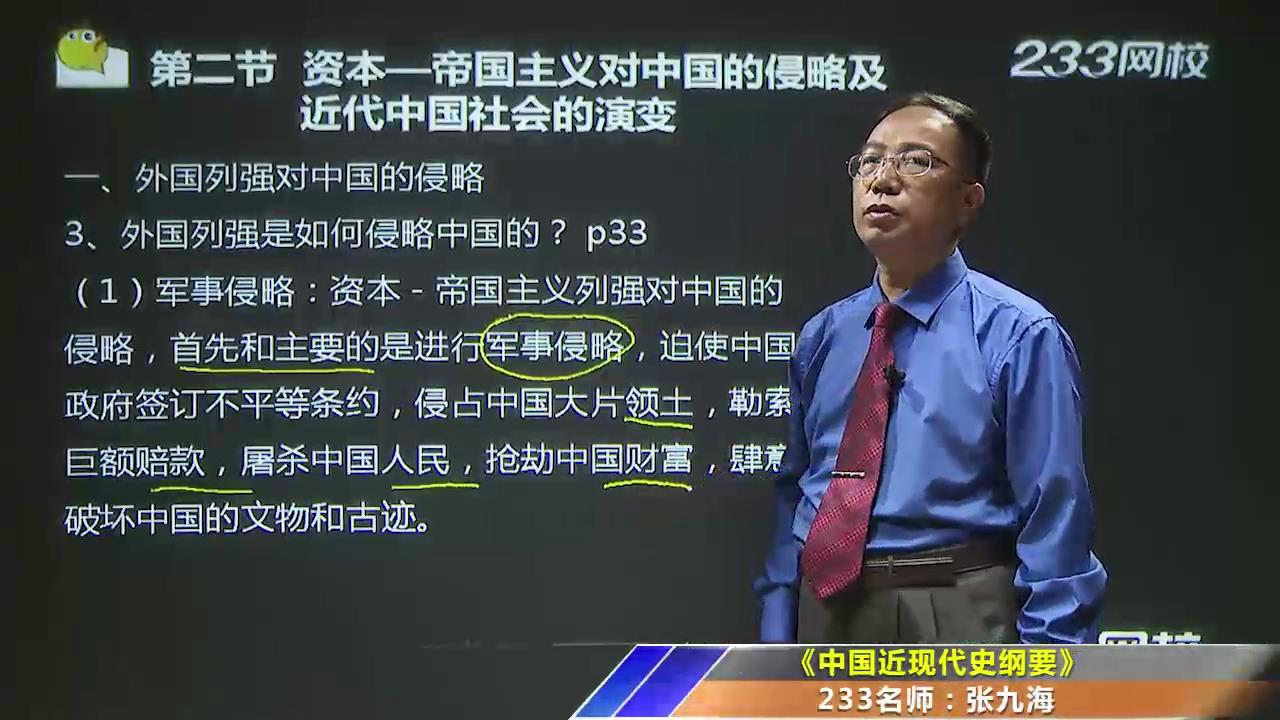 第二节 资本—帝国主义对中国的侵略及
近代中国社会的演变
233网校
一、外国列强对中国的侵略
3、外国列强是如何侵略中国的？ p33
（1）军事侵略：资本－帝国主义列强对中国的
侵略，首先和主要的是进行军事侵略，迫使中国
政府签订不平等条约，侵占中国大片领土，勒索
巨额赔款，屠杀中国人民，抢劫中国财富，肆意
破坏中国的文物和古迹。
网校
《中国近现代史纲要》
233名师：张九海